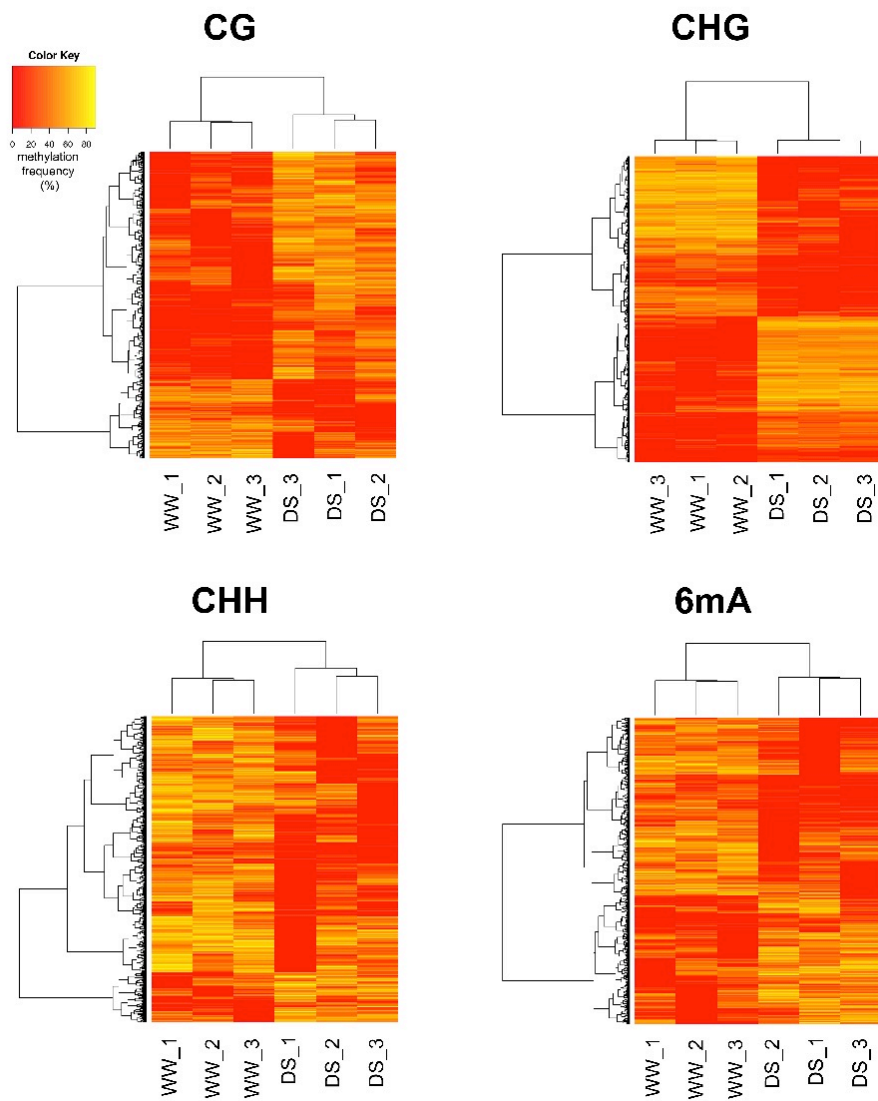 CG
CHG
Color Key
0 20 40 60 80
methylation
frequency
(%)
WW_1 WW_2 WW_3 DS_3 DS_1 DS_2
WW_3 WW_1 WW_2 DS_1 DS_2 DS_3
CHH
6mA
WW_1 WW_2 WW_3 DS_1 DS_2 DS_3
WW_1 WW_2 WW_3 DS_2 DS_1 DS_3